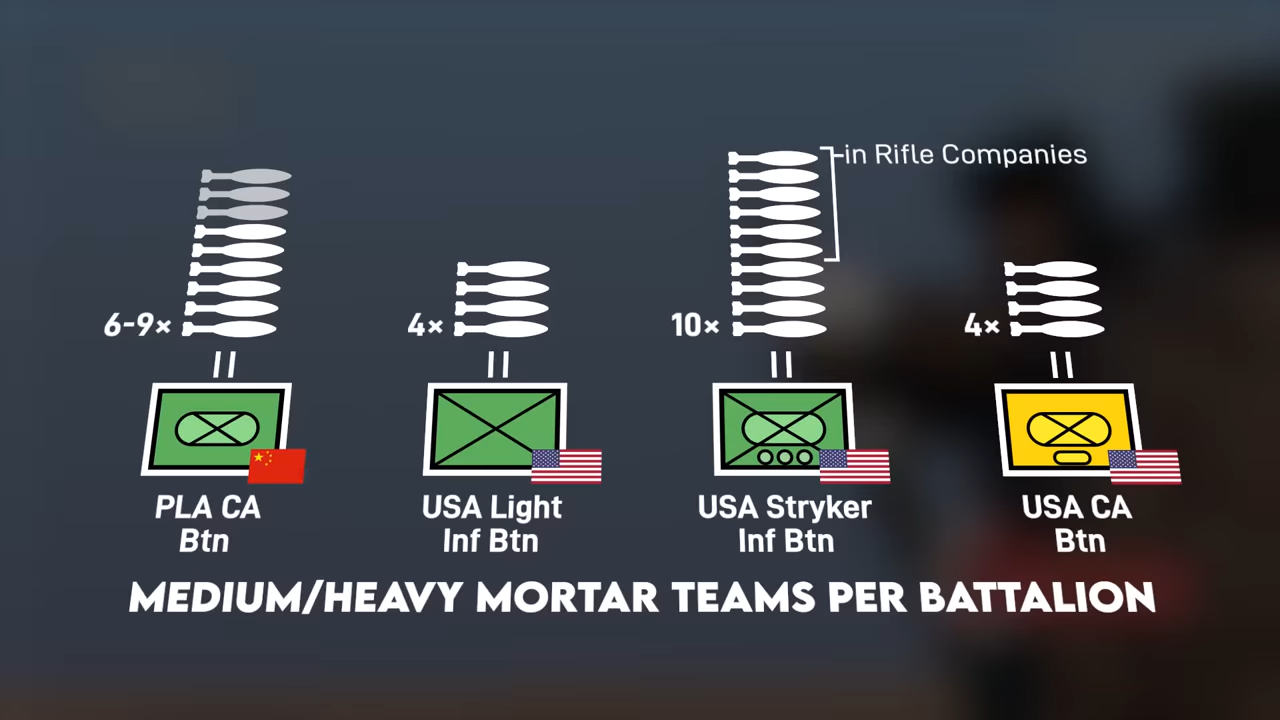 in Rifle Companies
6-9×
4×
10×
4×
PLA CA
Btn
USA Light
Inf Btn
USA Stryker
Inf Btn
USA CA
Btn
MEDIUM/HEAVY MORTAR TEAMS PER BATTALION